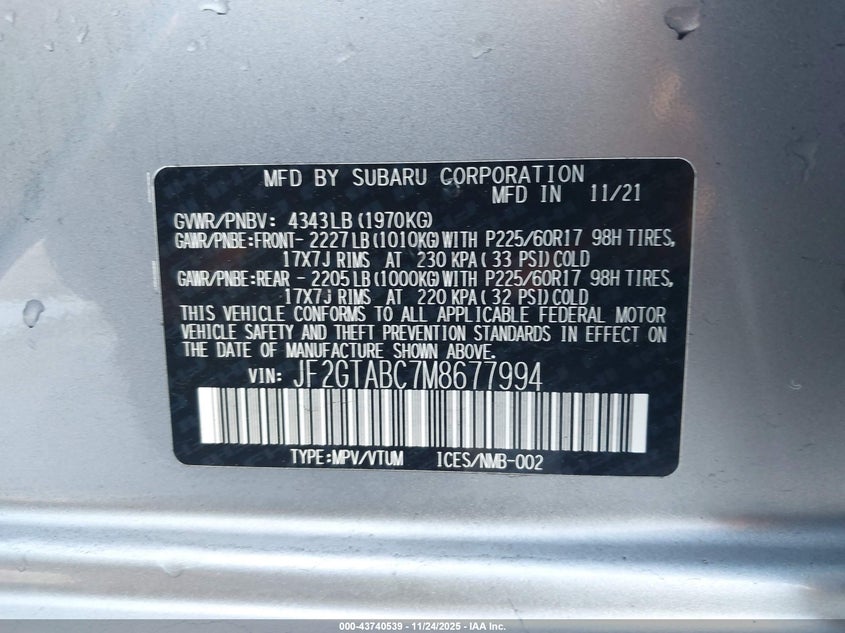 MFD BY SUBARU CORPORATION
MFD IN 11/21
GVWR/PNBV: 4343LB (1970KG)
GAWR/PNBE:FRONT- 2227LB (1010KG)WITH P225/60R17 98H TIRES,
17X7J RIMS AT 230 KPA ( 33 PSI) COLD
GAWR/PNBE:REAR - 2205LB (1000KG)WITH P225/60R17 98H TIRES,
17X7J RIMS AT 220 KPA ( 32 PSI) COLD
THIS VEHICLE CONFORMS TO ALL APPLICABLE FEDERAL MOTOR
VEHICLE SAFETY AND THEFT PREVENTION STANDARDS IN EFFECT ON
THE DATE OF MANUFACTURE SHOWN ABOVE.
VIN: JF2GTABC7M8677994
TYPE:MPV/VTUM ICES/NMB-002
000-43740539 - 11/24/2025 - IAA Inc.